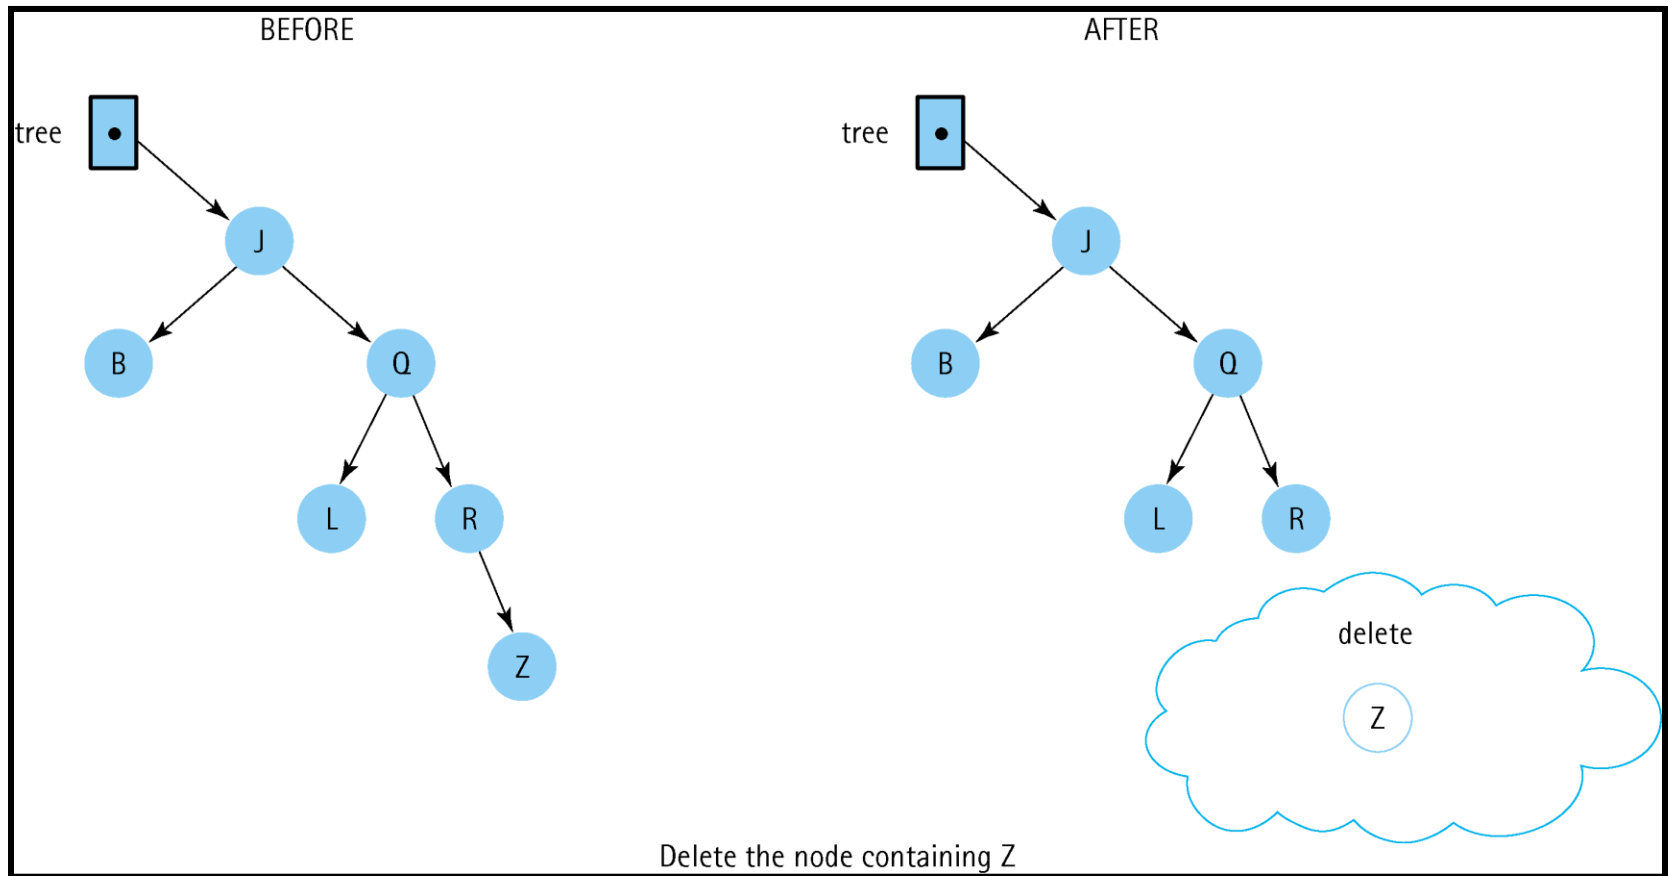 BEFORE
AFTER
tree
J
B
Q
L
R
Z
tree
J
B
Q
L
R
delete
Z
Delete the node containing Z